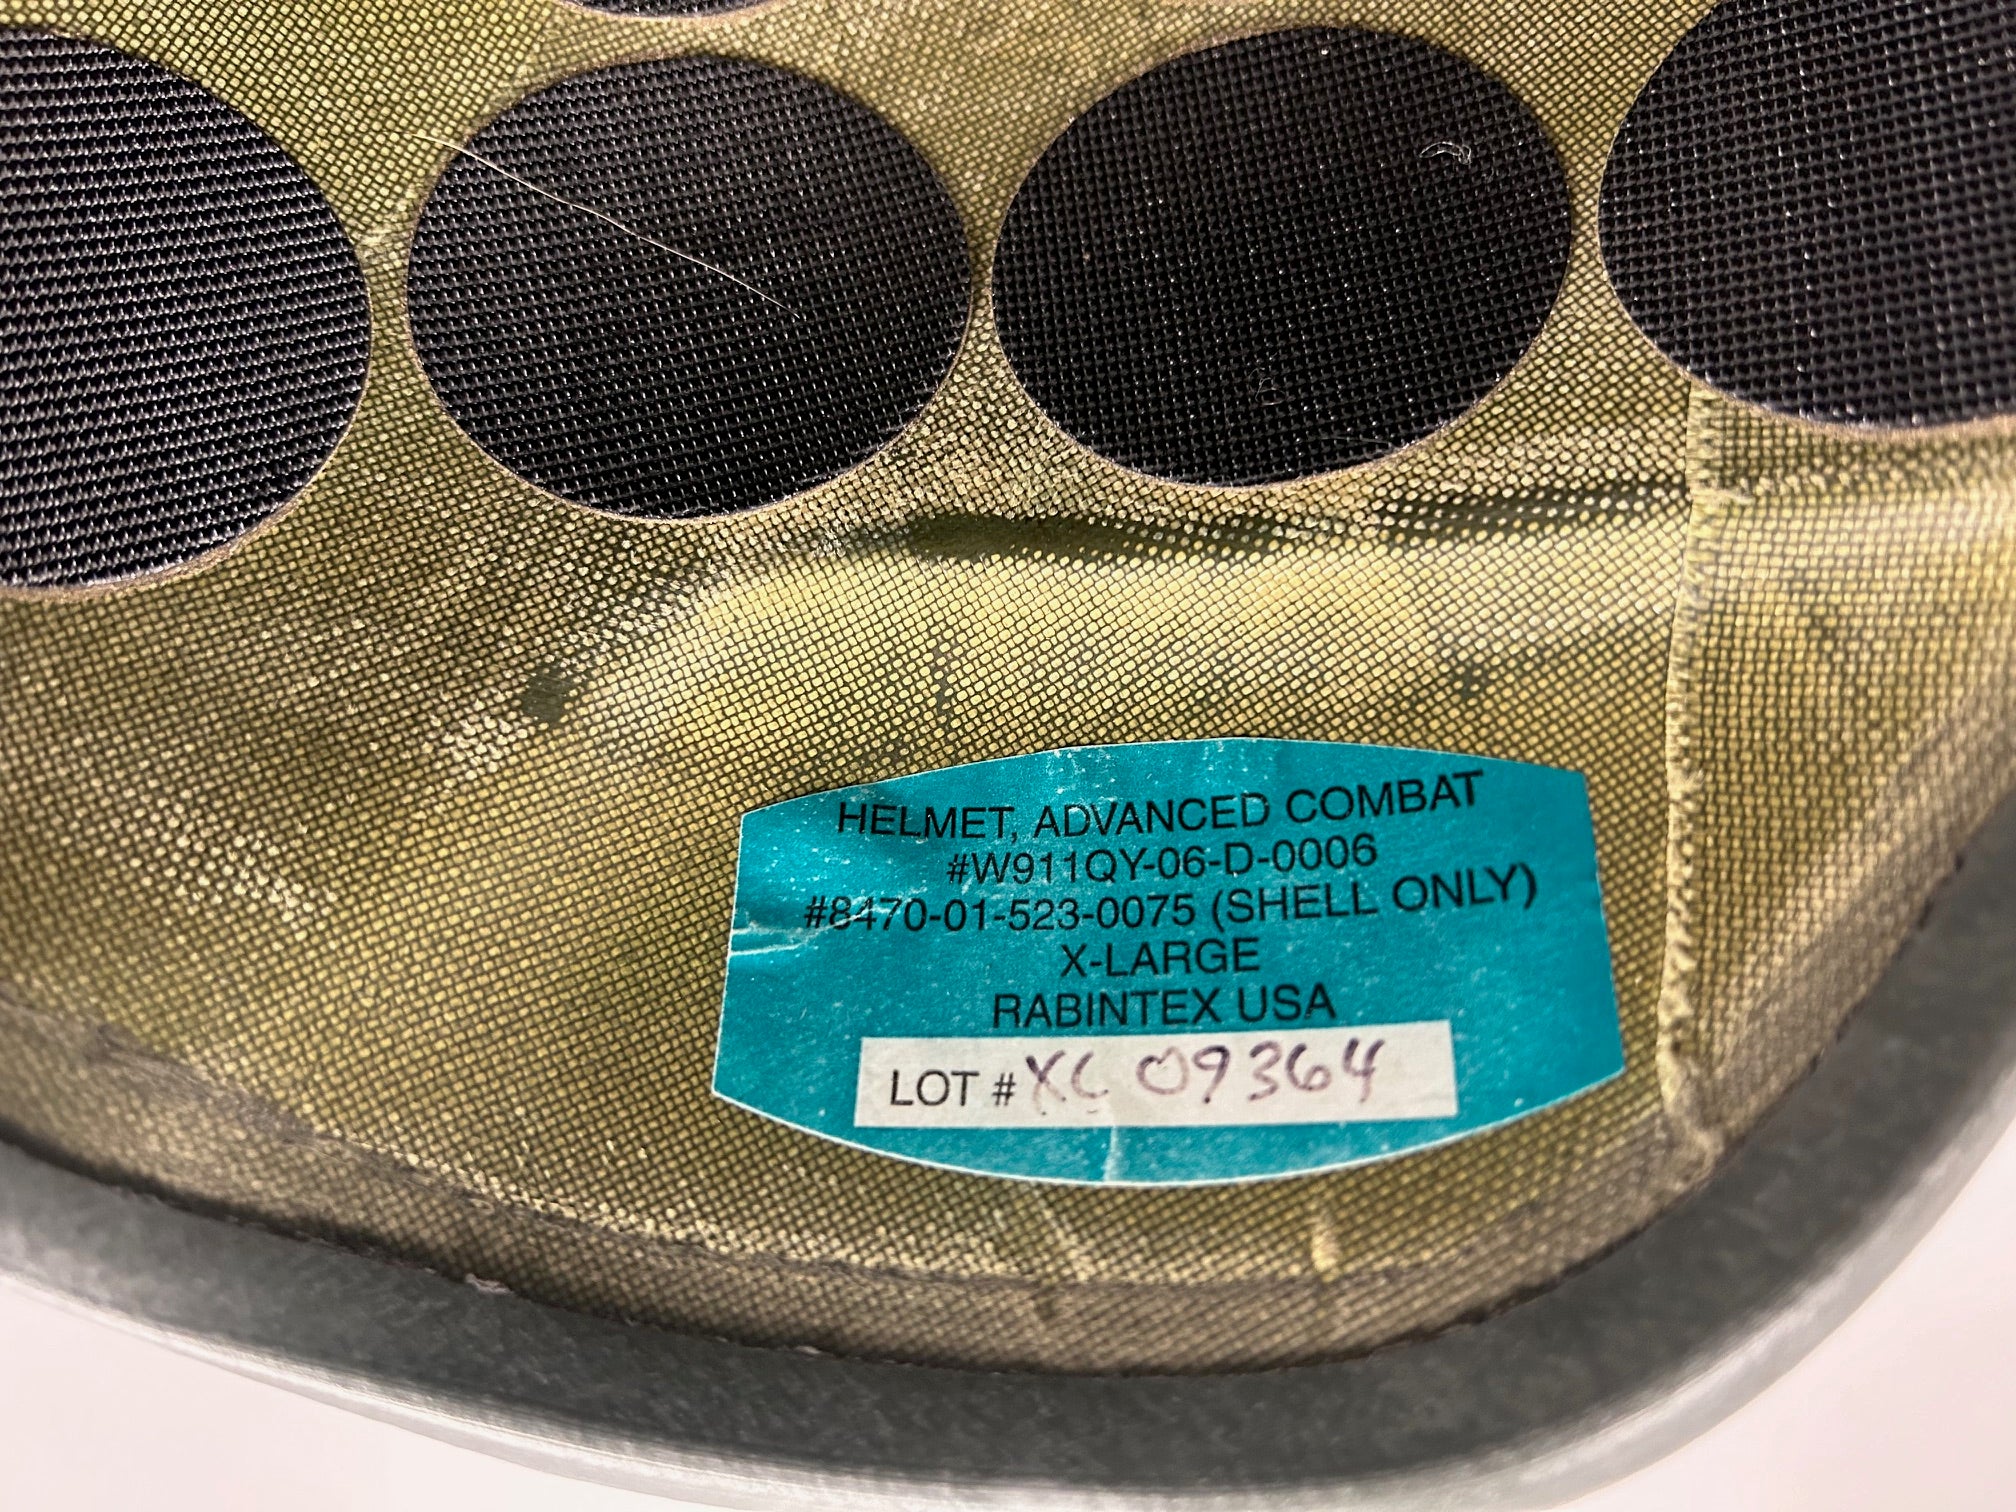 HELMET, ADVANCED COMBAT
#W911QY-06-D-0006
#8470-01-523-0075 (SHELL ONLY)
X-LARGE
RABINTEX USA
LOT # XC 09364